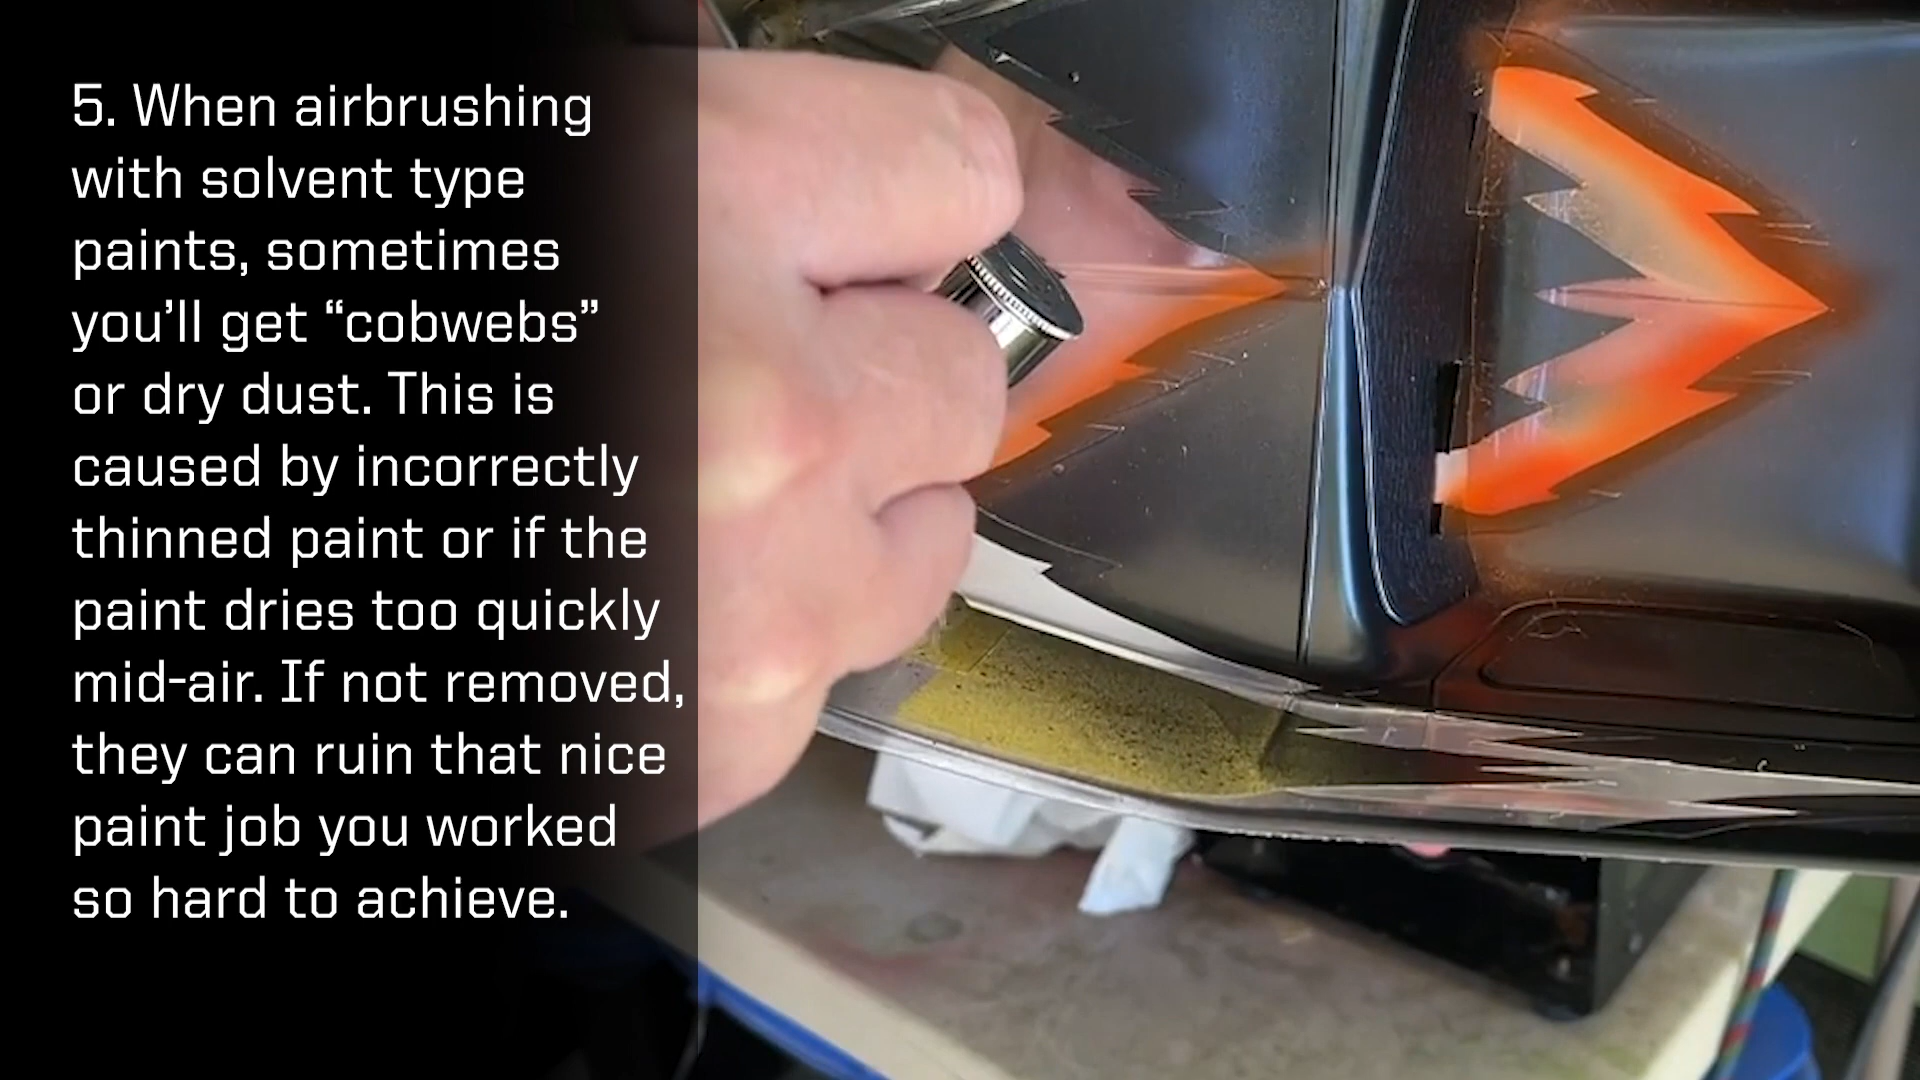 5. When airbrushing
with solvent type
paints, sometimes
you’ll get “cobwebs”
or dry dust. This is
caused by incorrectly
thinned paint or if the
paint dries too quickly
mid-air. If not removed,
they can ruin that nice
paint job you worked
so hard to achieve.